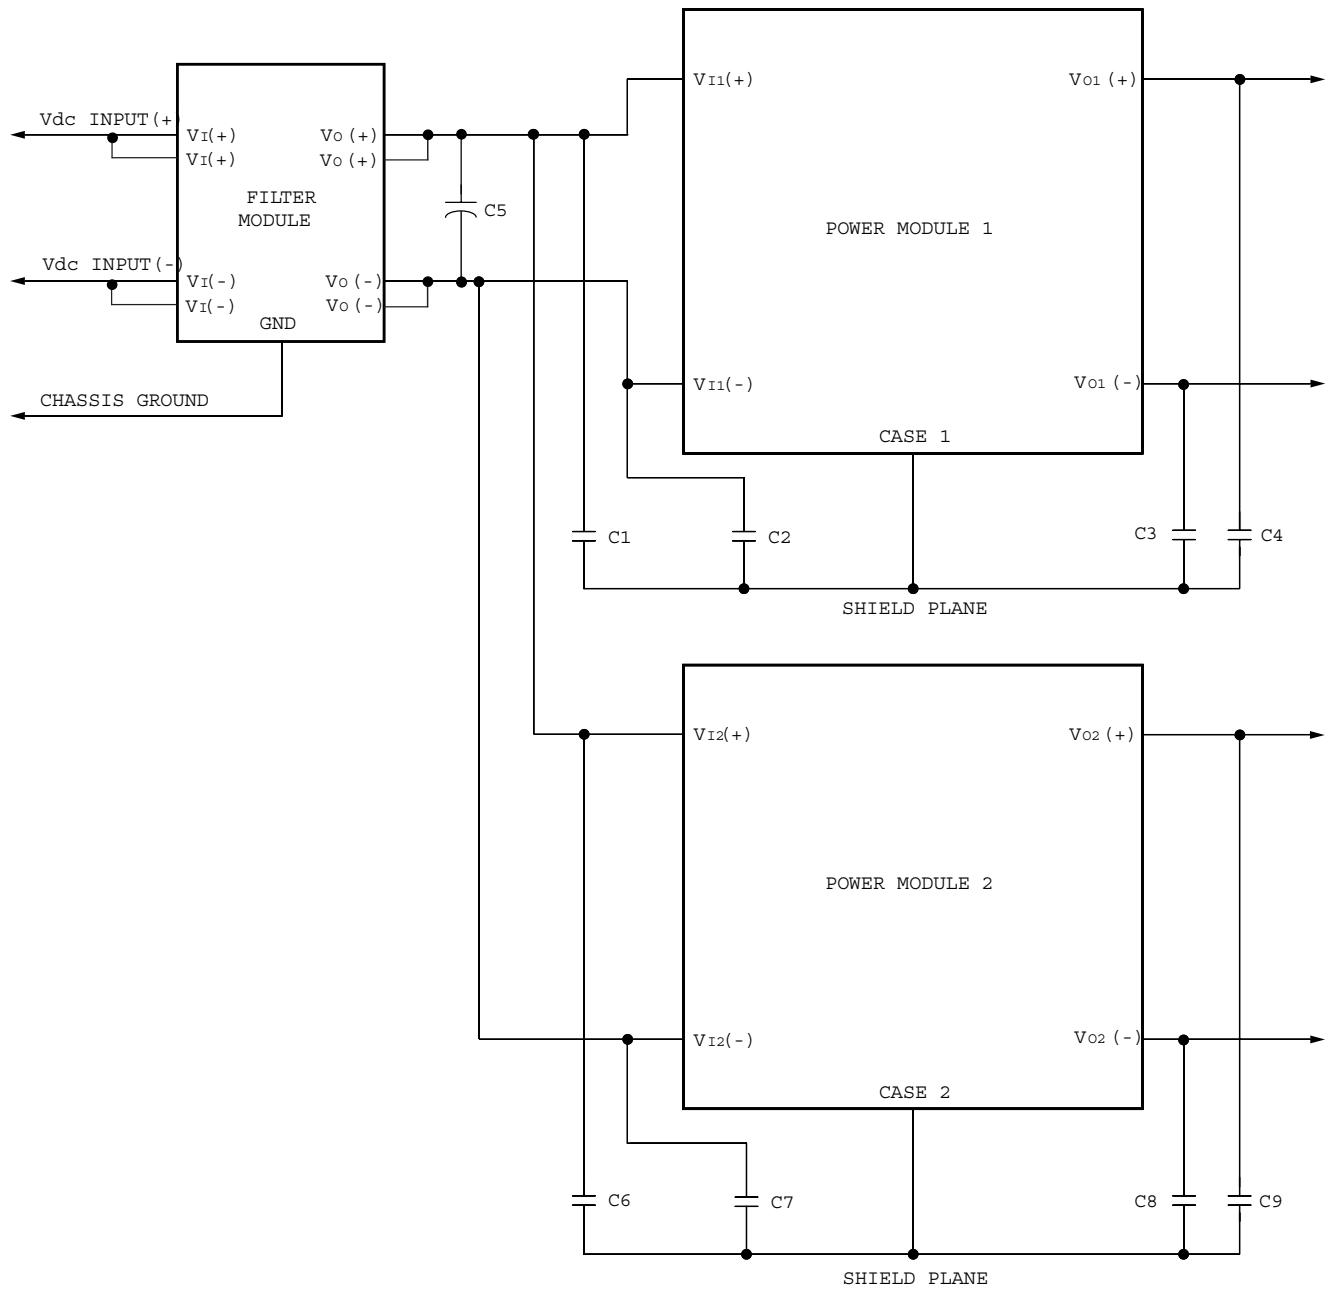 Vdc INPUT(+)
VI(+)
VI(+)
VO(+)
VO(+)
FILTER
MODULE
Vdc INPUT(-)
VI(-)
VI(-)
VO(-)
VO(-)
GND
CHASSIS GROUND
C5
VI1(+)
VO1(+)
POWER MODULE 1
VI1(-)
VO1(-)
CASE 1
C1
C2
C3
C4
SHIELD PLANE
VI2(+)
VO2(+)
POWER MODULE 2
VI2(-)
VO2(-)
CASE 2
C6
C7
C8
C9
SHIELD PLANE